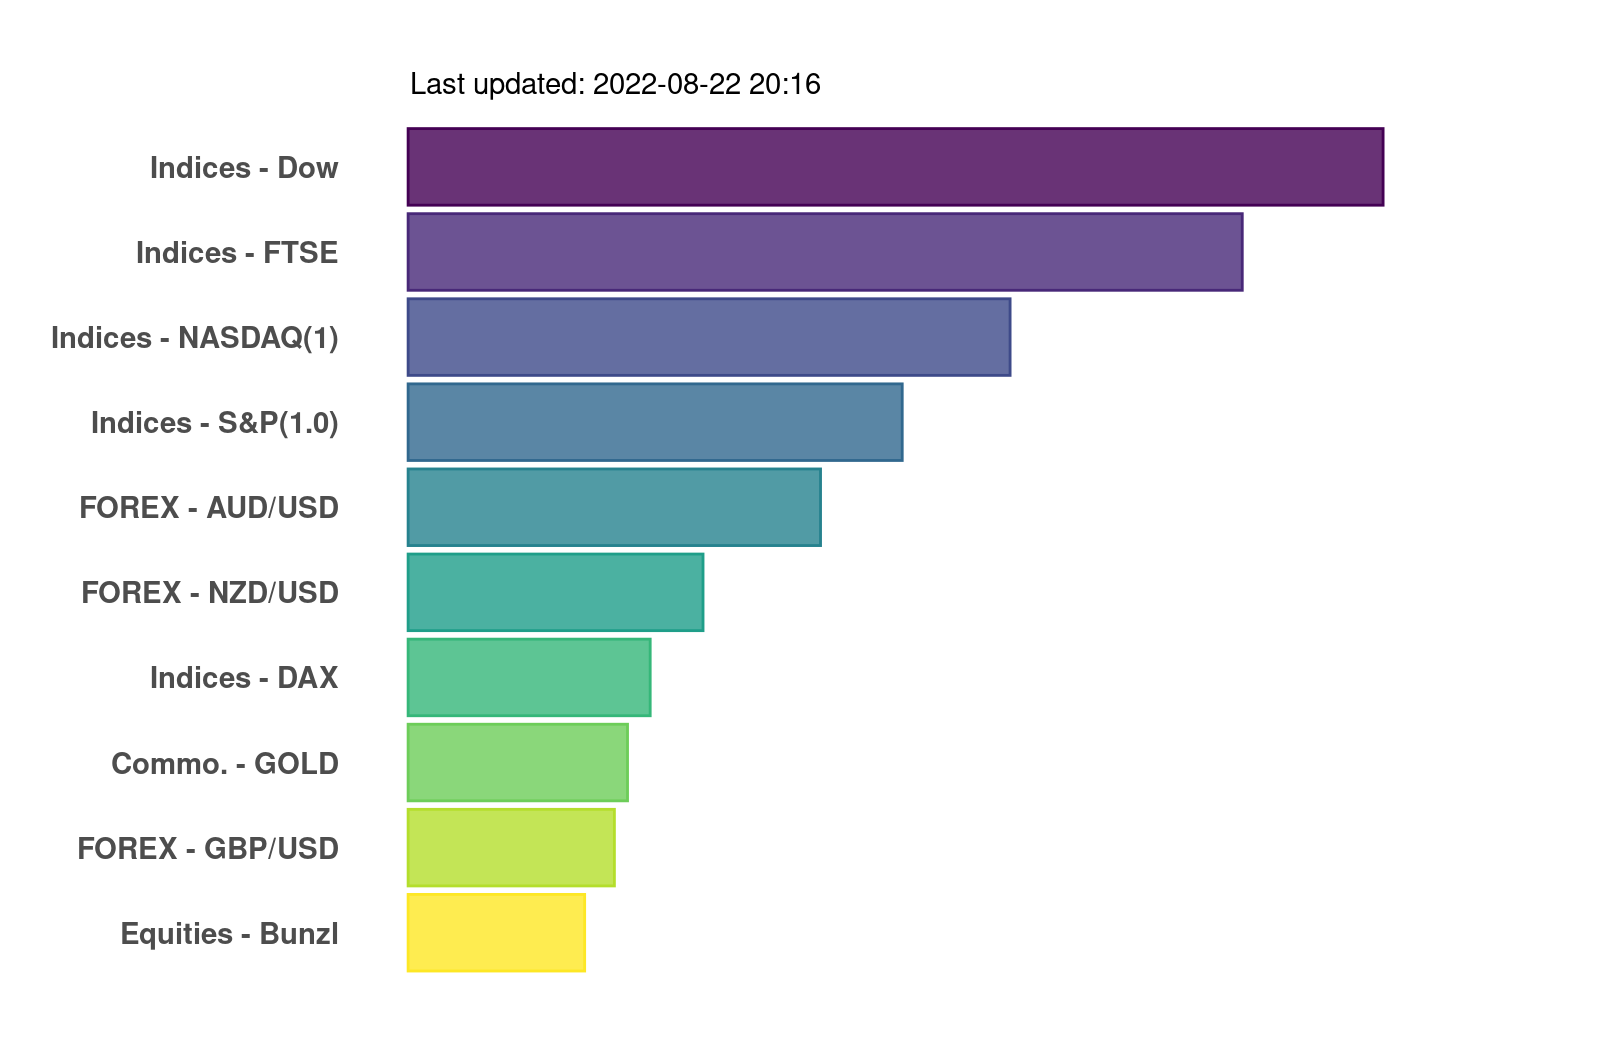 Last updated: 2022-08-22 20:16
Indices - Dow
Indices - FTSE
Indices - NASDAQ(1)
Indices - S&P(1.0)
FOREX - AUD/USD
FOREX - NZD/USD
Indices - DAX
Commo. - GOLD
FOREX - GBP/USD
Equities - Bunzl